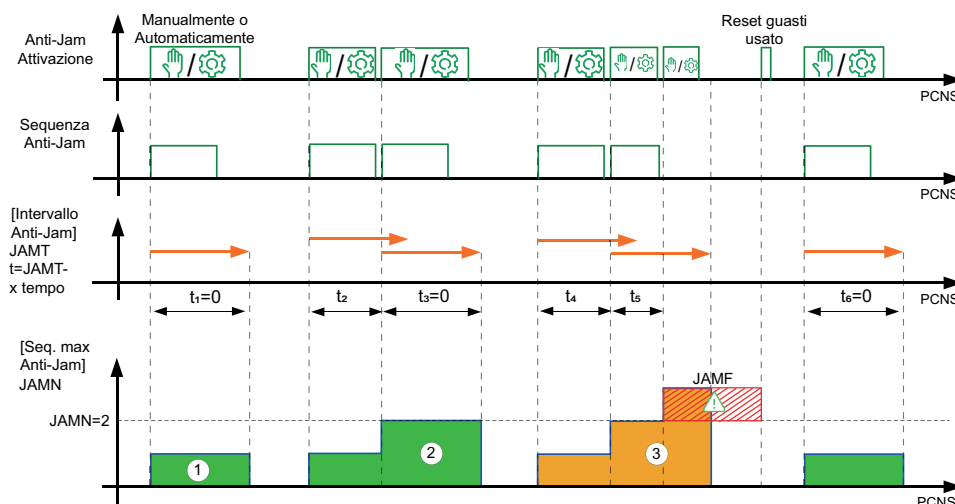 Manualmente o
Automaticamente
Reset guasti
usato
Anti-Jam
Attivazione
/
/
/
/
/
/
/
PCNS
Sequenza
Anti-Jam
PCNS
[Intervallo
Anti-Jam]
JAMT
t=JAMT-
x tempo
t₁=0
t₂
t₃=0
t₄
t₅
t₆=0
PCNS
[Seq. max
Anti-Jam]
JAMN
JAMF
!
JAMN=2
1
2
3
PCNS